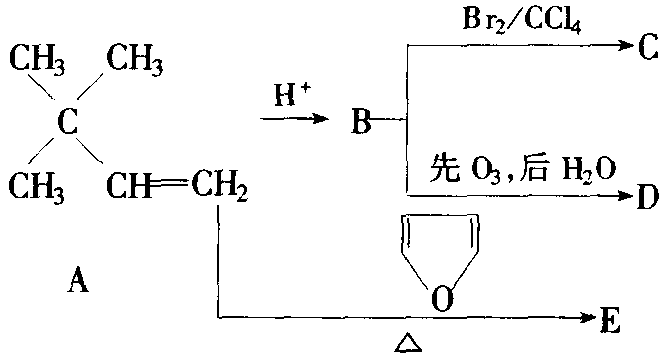 Br₂/CCl₄
C
CH₃ CH₃
H⁺
C
B
先 O₃,后 H₂O
CH₃ CH=CH₂
D
A
O
E
△